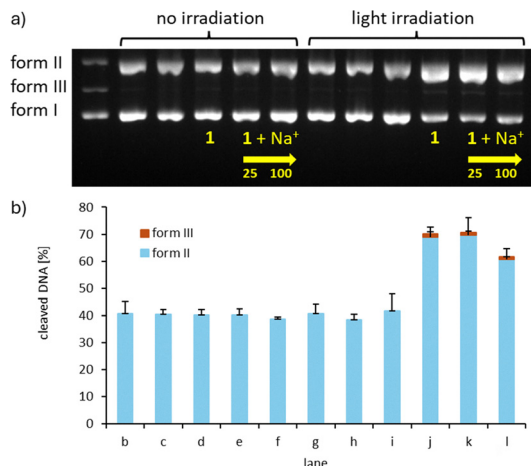 a)
no irradiation light irradiation
form II
form III
form I
1 1 + Na⁺ 1 1 + Na⁺
25 100 25 100
b)
80
70
60
50
40
30
20
10
0
cleaved DNA [%]
form III
form II
b c d e f g h i j k l
lane